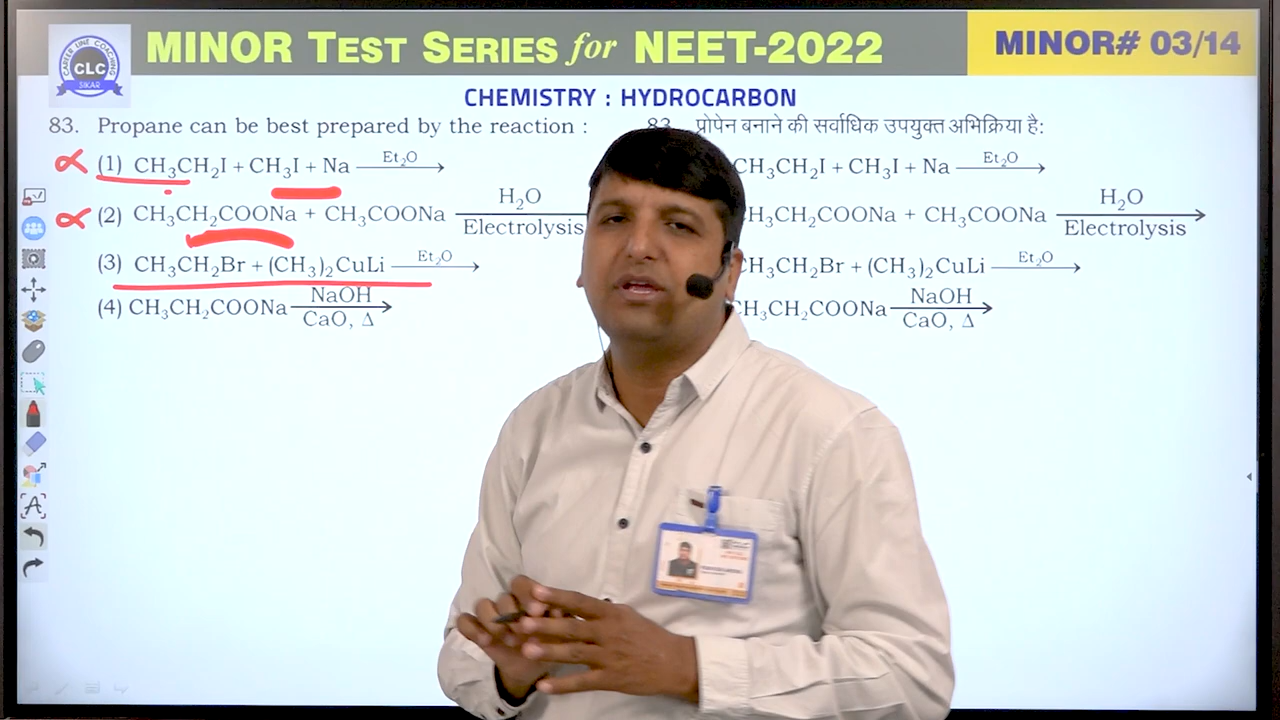 CAREER LINE COACHING
CLC
SIKAR
MINOR TEST SERIES for NEET-2022
MINOR# 03/14
CHEMISTRY : HYDROCARBON
83. Propane can be best prepared by the reaction :
(1) CH₃CH₂I + CH₃I + Na Et₂O →
(2) CH₃CH₂COONa + CH₃COONa H₂O Electrolysis
(3) CH₃CH₂Br + (CH₃)₂CuLi Et₂O →
(4) CH₃CH₂COONa NaOH CaO, Δ →
83. प्रोपेन बनाने की सर्वाधिक उपयुक्त अभिक्रिया है:
CH₃CH₂I + CH₃I + Na Et₂O →
CH₃CH₂COONa + CH₃COONa H₂O Electrolysis →
CH₃CH₂Br + (CH₃)₂CuLi Et₂O →
CH₃CH₂COONa NaOH CaO, Δ →